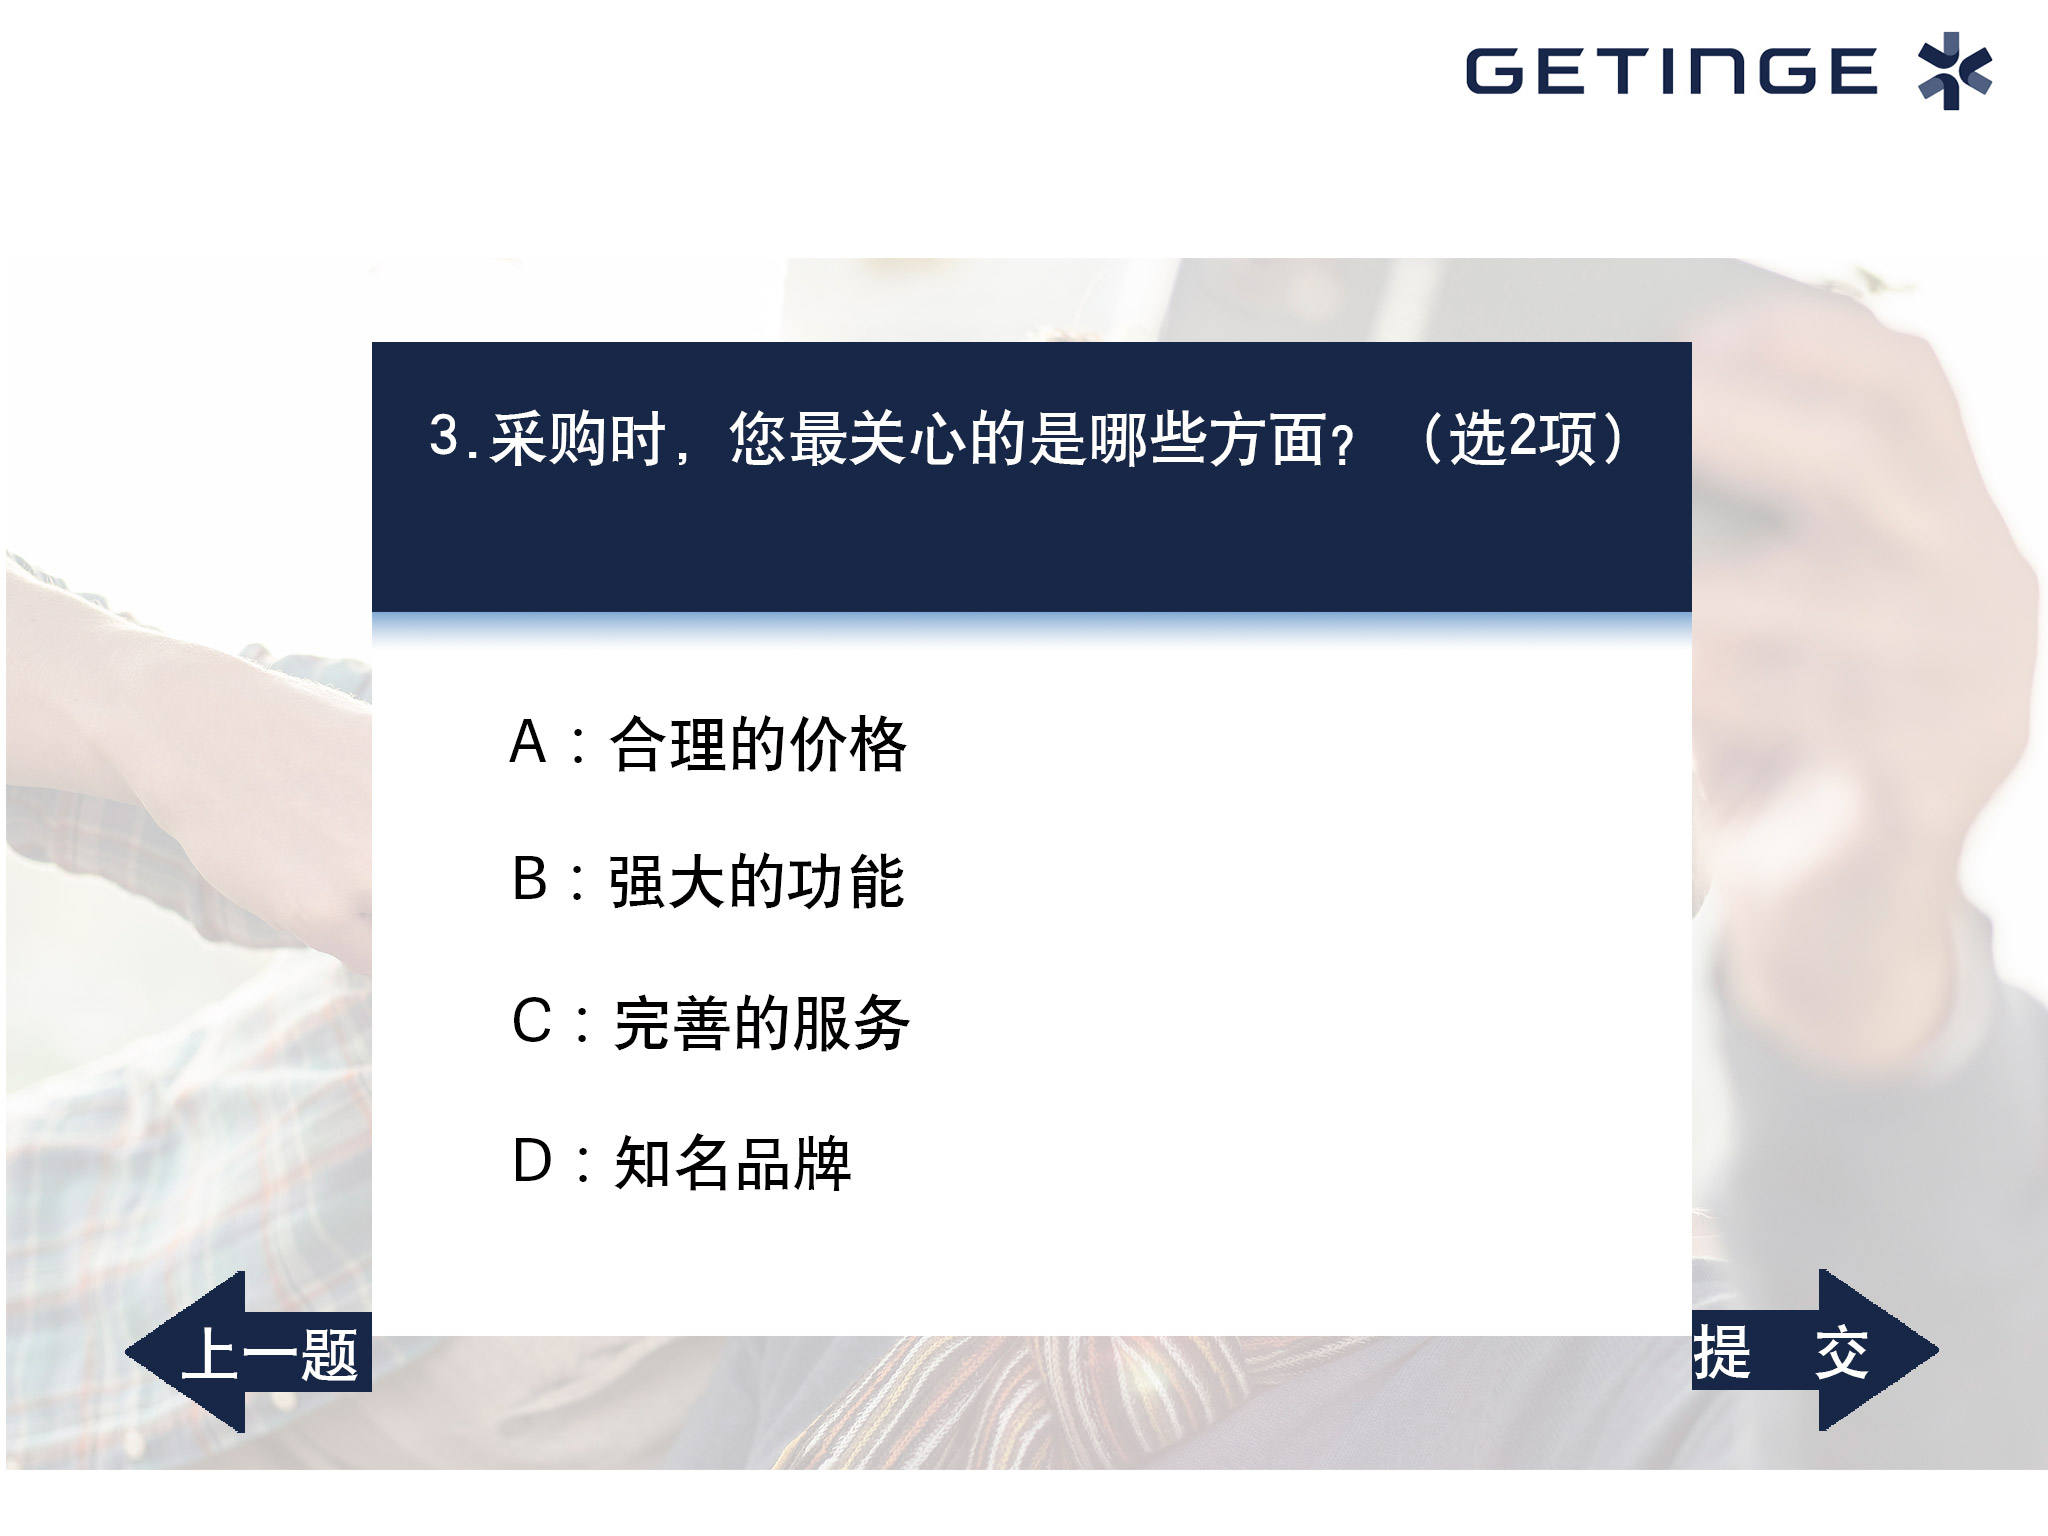 GETINGE
3.采购时，您最关心的是哪些方面？（选2项）
A：合理的价格
B：强大的功能
C：完善的服务
D：知名品牌
上一题
提 交